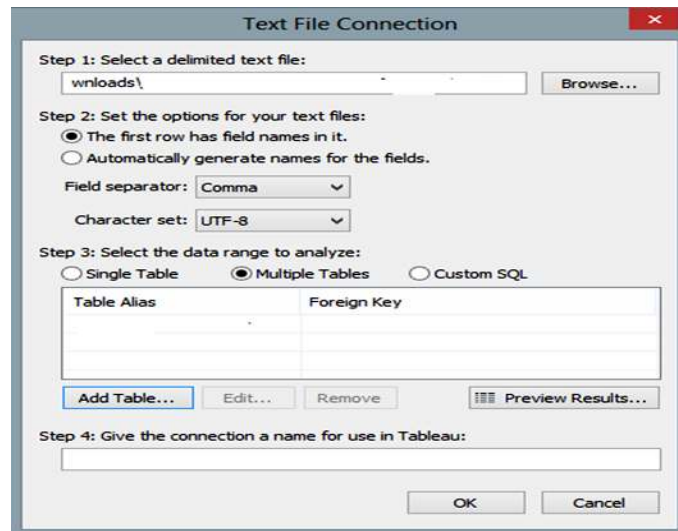 Text File Connection
Step 1: Select a delimited text file:
wnloads\
Browse...
Step 2: Set the options for your text files:
The first row has field names in it.
Automatically generate names for the fields.
Field separator: Comma
Character set: UTF-8
Step 3: Select the data range to analyze:
Single Table Multiple Tables Custom SQL
Table Alias Foreign Key
Add Table... Edit... Remove Preview Results...
Step 4: Give the connection a name for use in Tableau:
OK Cancel